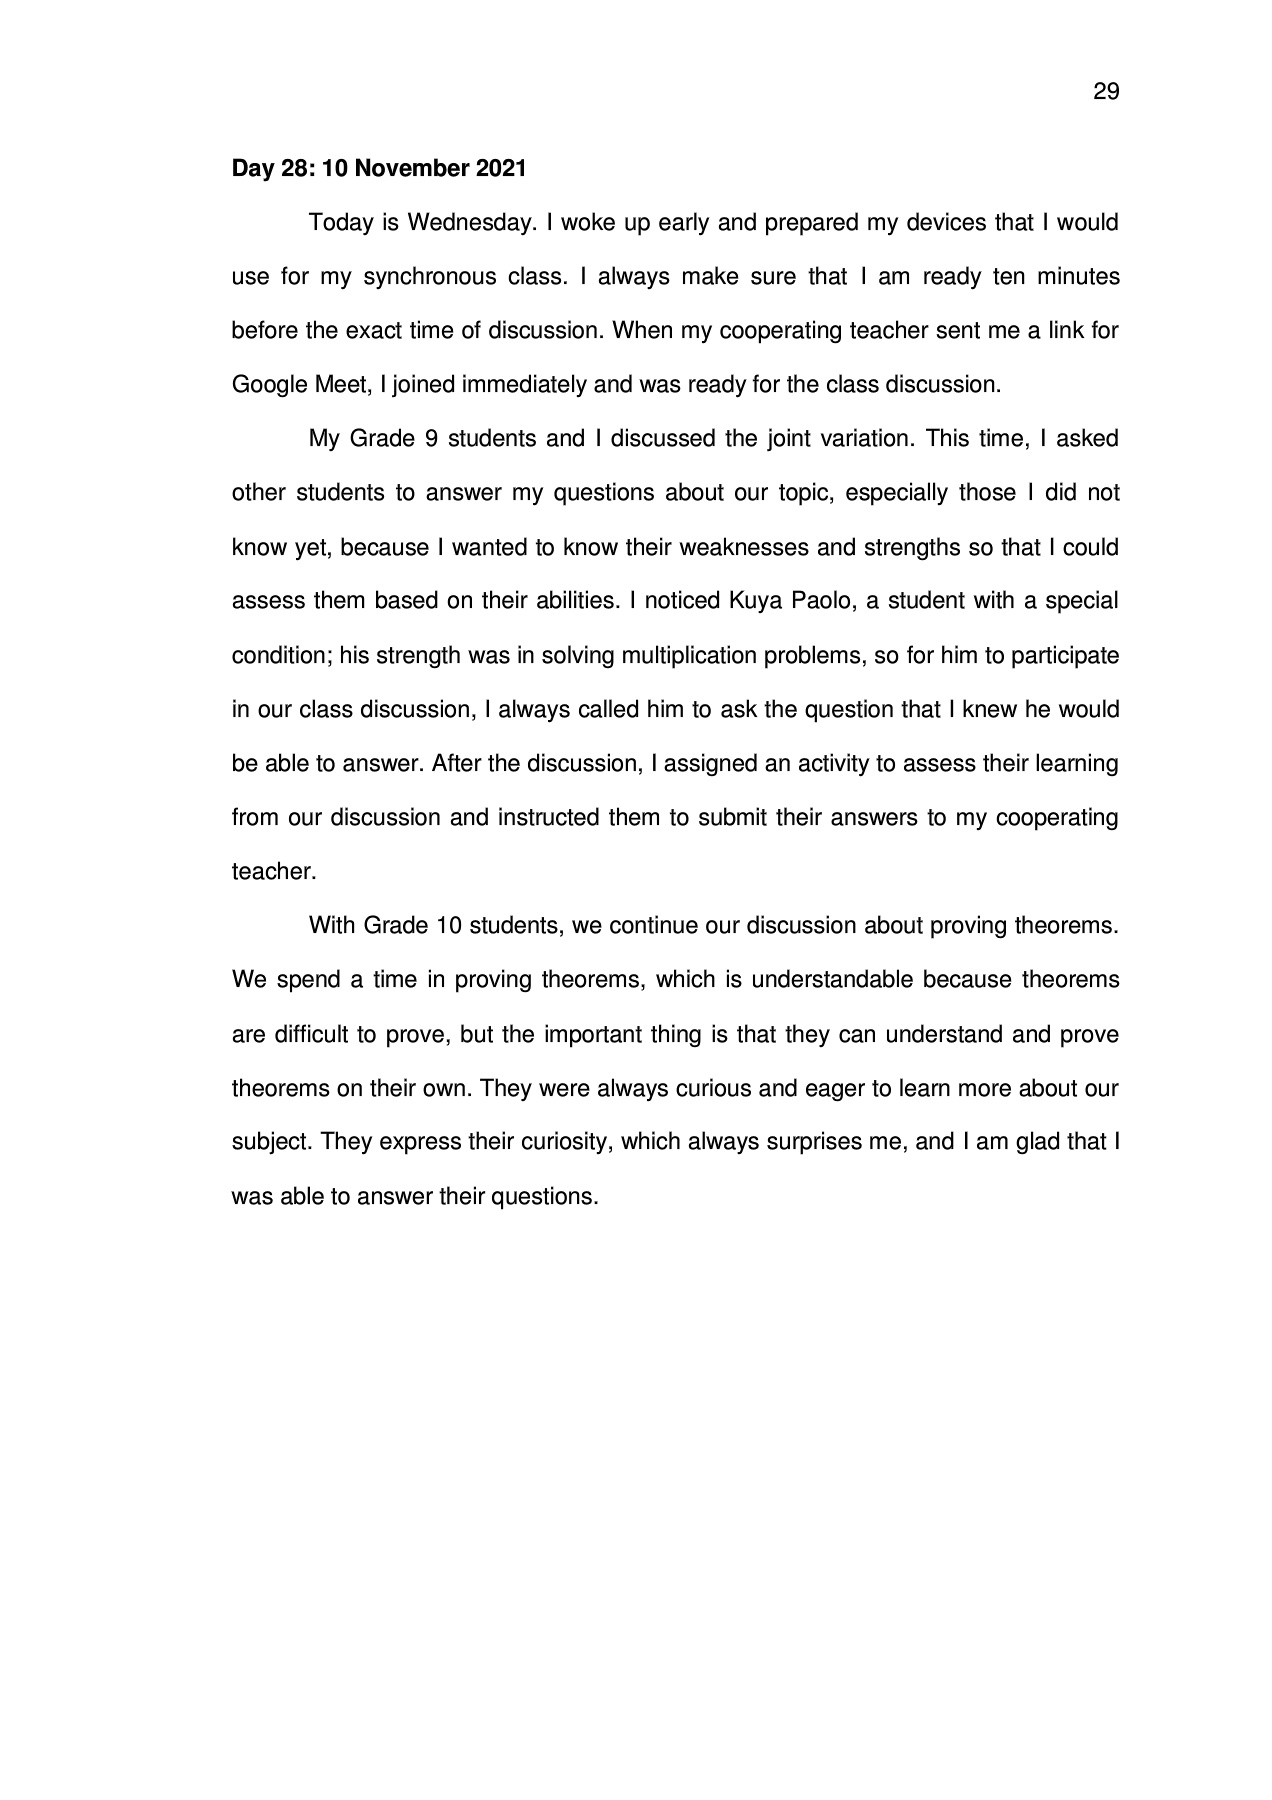 29
Day 28: 10 November 2021
Today is Wednesday. I woke up early and prepared my devices that I would
use for my synchronous class. I always make sure that I am ready ten minutes
before the exact time of discussion. When my cooperating teacher sent me a link for
Google Meet, I joined immediately and was ready for the class discussion.
My Grade 9 students and I discussed the joint variation. This time, I asked
other students to answer my questions about our topic, especially those I did not
know yet, because I wanted to know their weaknesses and strengths so that I could
assess them based on their abilities. I noticed Kuya Paolo, a student with a special
condition; his strength was in solving multiplication problems, so for him to participate
in our class discussion, I always called him to ask the question that I knew he would
be able to answer. After the discussion, I assigned an activity to assess their learning
from our discussion and instructed them to submit their answers to my cooperating
teacher.
With Grade 10 students, we continue our discussion about proving theorems.
We spend a time in proving theorems, which is understandable because theorems
are difficult to prove, but the important thing is that they can understand and prove
theorems on their own. They were always curious and eager to learn more about our
subject. They express their curiosity, which always surprises me, and I am glad that I
was able to answer their questions.